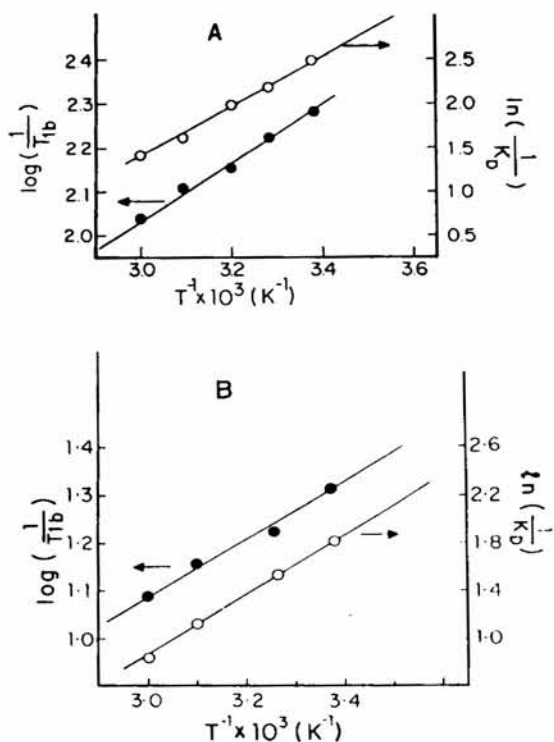 A
log(1/T1b)
2.4
2.3
2.2
2.1
2.0
2.5
2.0
1.5
1.0
0.5
ln(1/KD)
3.0 3.2 3.4 3.6
T-1 x 10³ (K-1)
B
log(1/T1b)
1.4
1.3
1.2
1.1
1.0
2.6
2.2
1.8
1.4
1.0
ln(1/KD)
3.0 3.2 3.4
T-1 x 10³ (K-1)